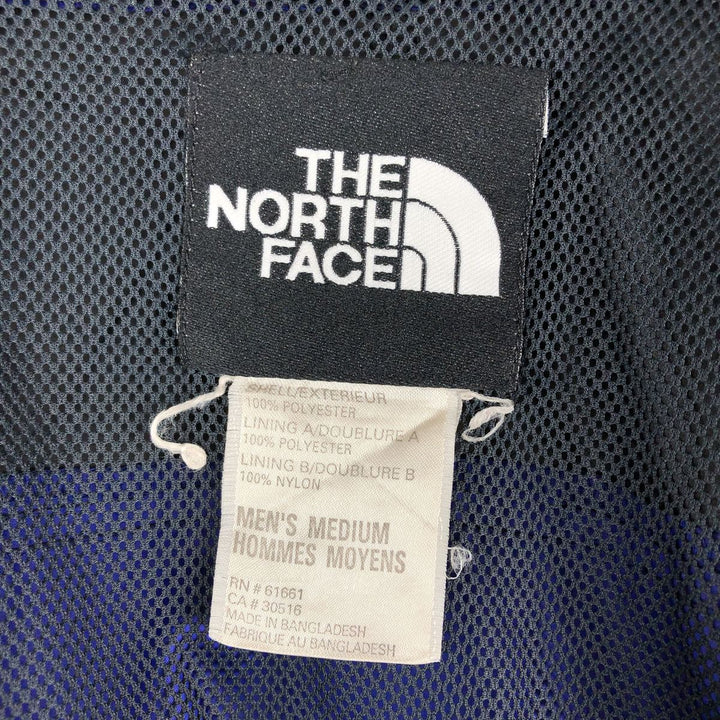 THE
NORTH
FACE
SHELL/EXTERIEUR
100% POLYESTER
LINING A/DOUBLURE A
100% POLYESTER
LINING B/DOUBLURE B
100% NYLON
MEN'S MEDIUM
HOMMES MOYENS
RN # 61661
CA # 30516
MADE IN BANGLADESH
FABRIQUE AU BANGLADESH